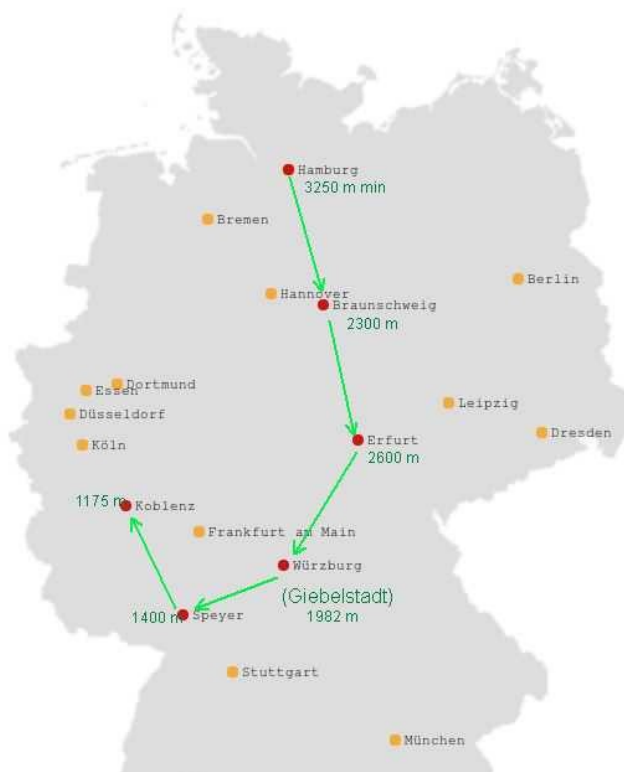 Hamburg
3250 m min
Bremen
Berlin
Hannover
Braunschweig
2300 m
Dortmund
Essen
Leipzig
Düsseldorf
Dresden
Erfurt
Köln
2600 m
1175 m
Koblenz
Frankfurt am Main
Würzburg
(Giebelstadt)
1982 m
1400 m
Speyer
Stuttgart
München